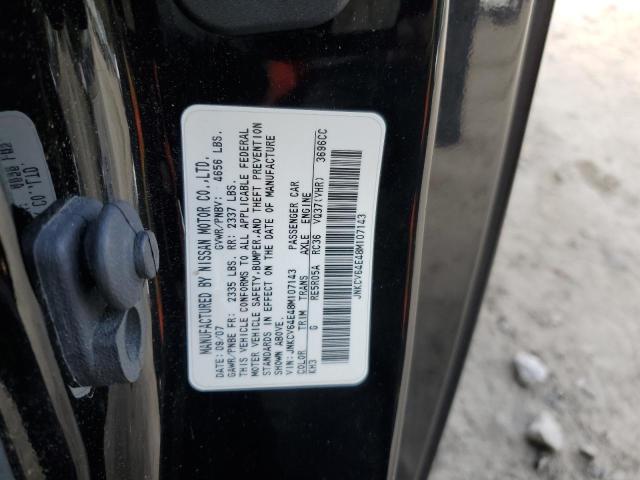 MANUFACTURED BY NISSAN MOTOR CO.,LTD.
DATE: 09/07 GVWR/PNBV: 4656 LBS.
GAWR/PNBE FR: 2335 LBS. RR: 2337 LBS.
THIS VEHICLE CONFORMS TO ALL APPLICABLE FEDERAL
MOTOR VEHICLE SAFETY,BUMPER,AND THEFT PREVENTION
STANDARDS IN EFFECT ON THE DATE OF MANUFACTURE
SHOWN ABOVE.
VIN: JNKCV64E48M107143 PASSENGER CAR
COLOR TRIM TRANS AXLE ENGINE
KH3 G RE5R05A RC36 VQ37(VHR) 3696CC
JNKCV64E48M107143